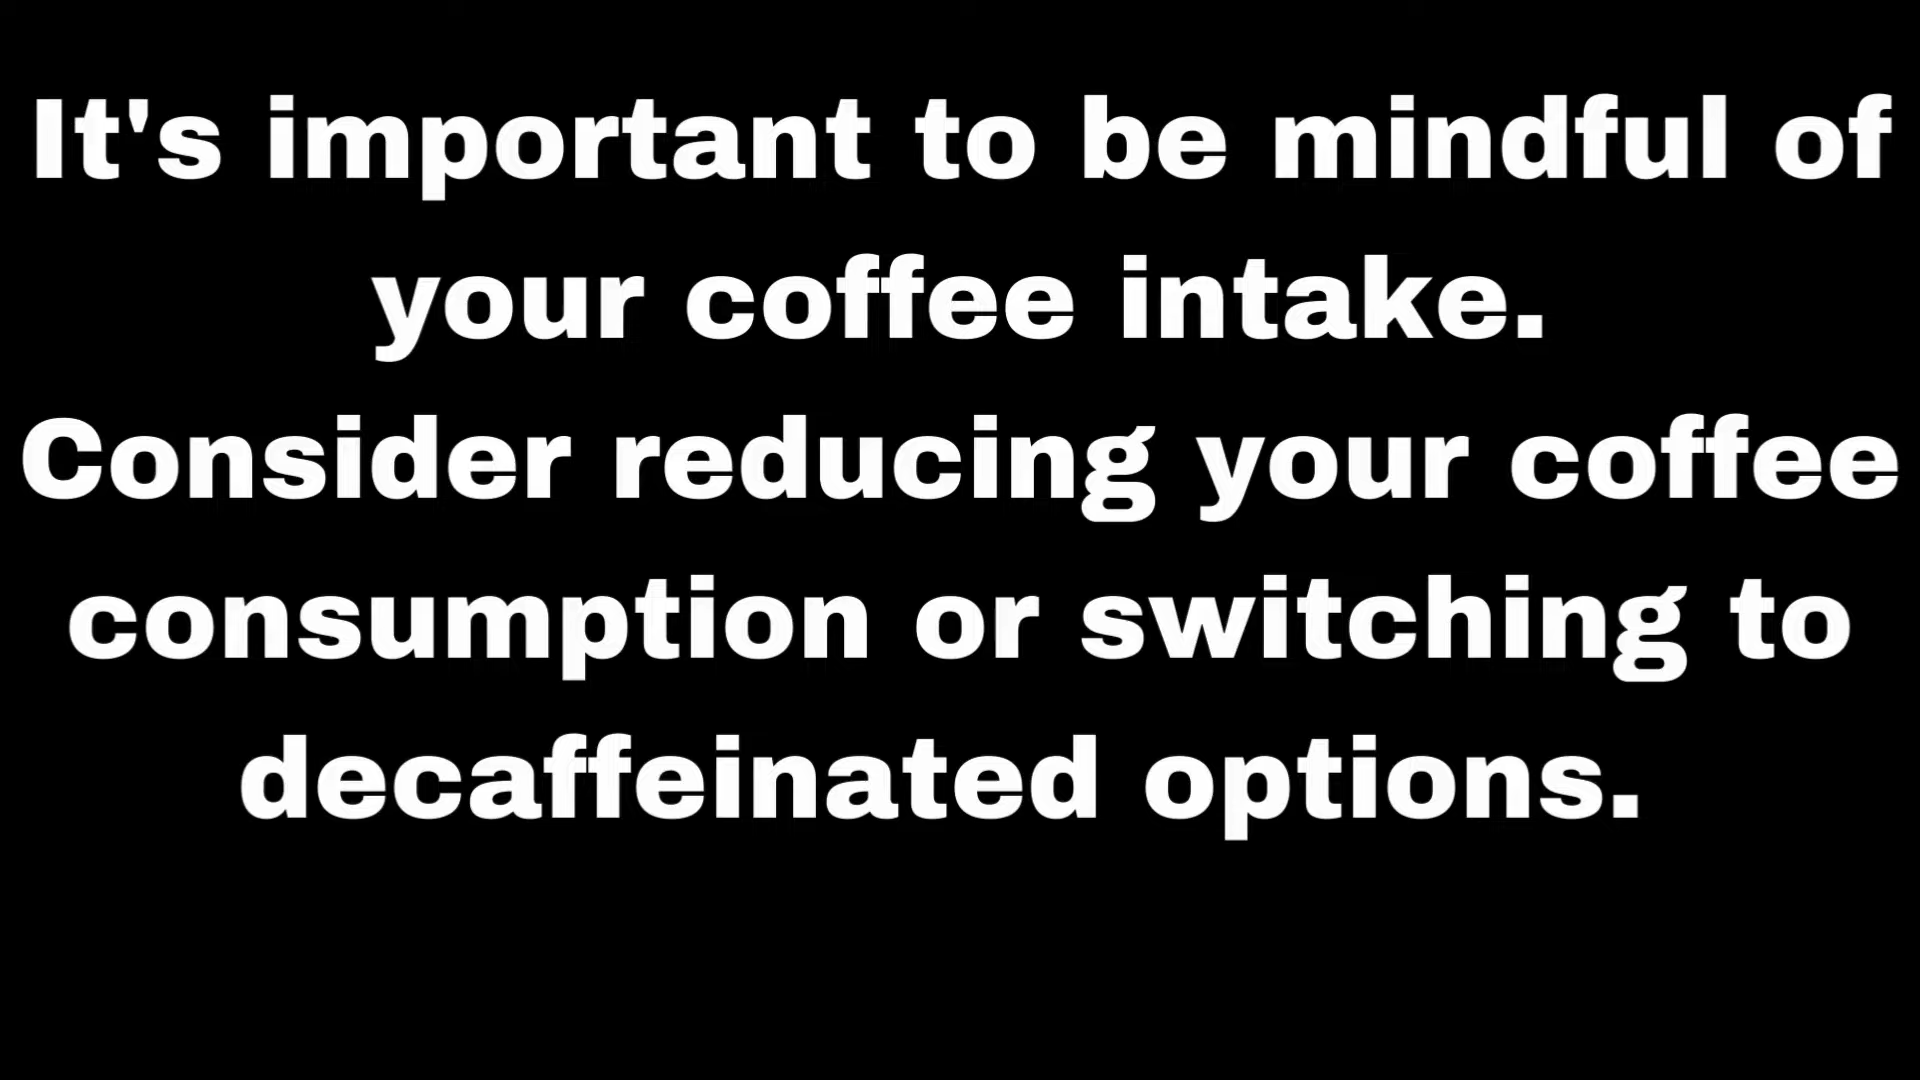 It's important to be mindful of
your coffee intake.
Consider reducing your coffee
consumption or switching to
decaffeinated options.